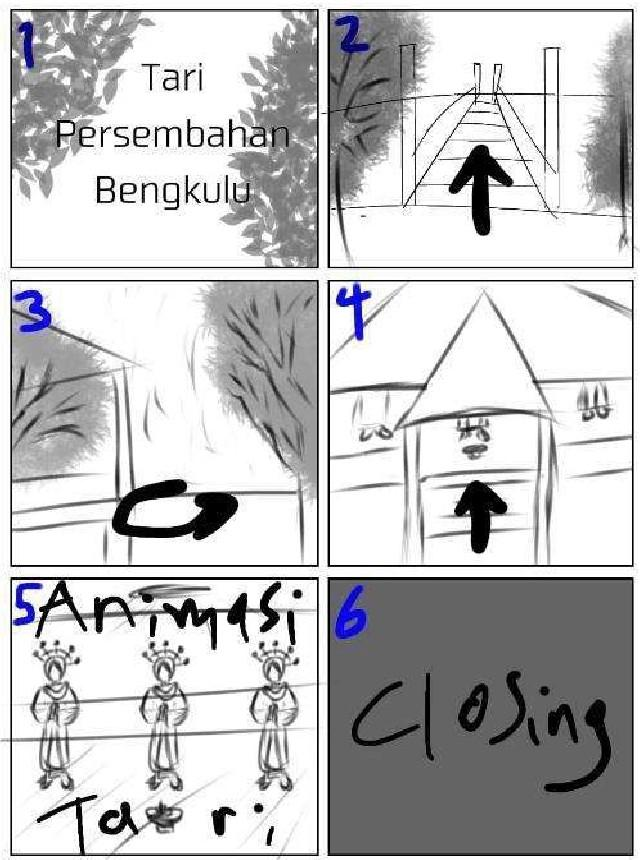 1
Tari
Persembahan
Bengkulu
2
3
4
5
Animasi
Tari
6
Closing